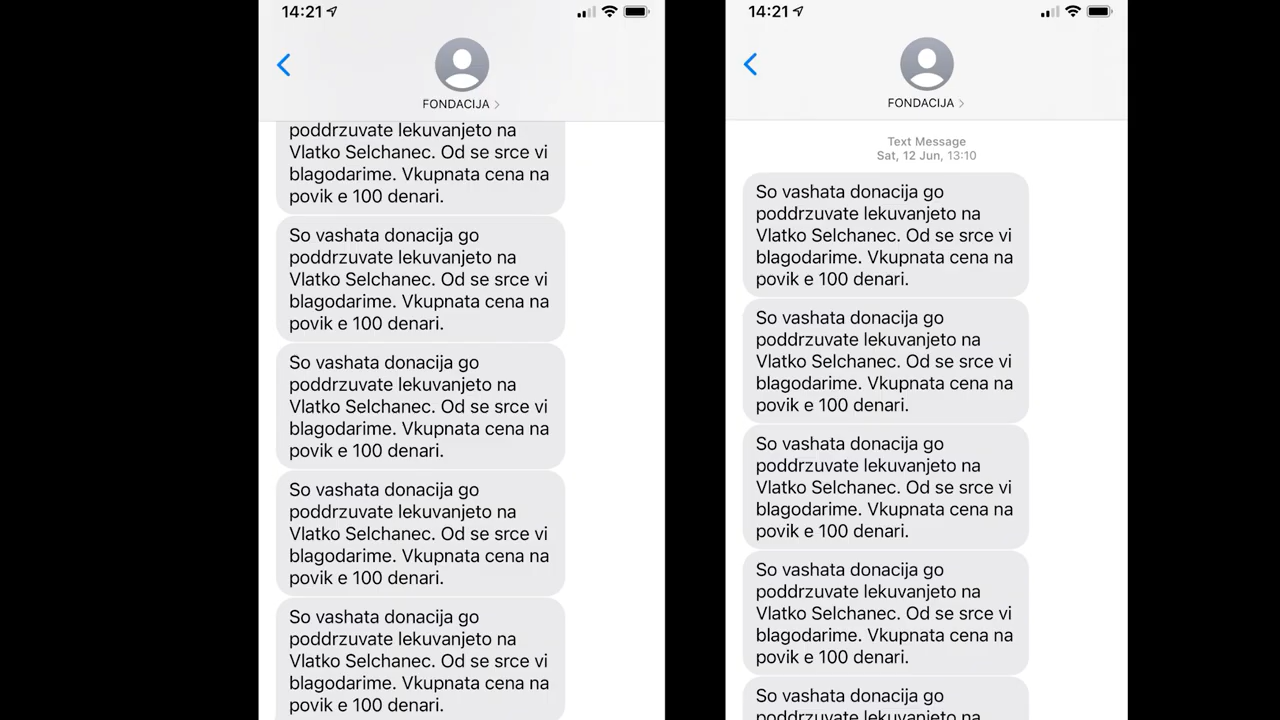 14:21
FONDACIJA
poddrzuvate lekuvanjeto na
Vlatko Selchanec. Od se srce vi
blagodarime. Vkupnata cena na
povik e 100 denari.
So vashata donacija go
poddrzuvate lekuvanjeto na
Vlatko Selchanec. Od se srce vi
blagodarime. Vkupnata cena na
povik e 100 denari.
So vashata donacija go
poddrzuvate lekuvanjeto na
Vlatko Selchanec. Od se srce vi
blagodarime. Vkupnata cena na
povik e 100 denari.
So vashata donacija go
poddrzuvate lekuvanjeto na
Vlatko Selchanec. Od se srce vi
blagodarime. Vkupnata cena na
povik e 100 denari.
So vashata donacija go
poddrzuvate lekuvanjeto na
Vlatko Selchanec. Od se srce vi
blagodarime. Vkupnata cena na
povik e 100 denari.
14:21
FONDACIJA
Text Message
Sat, 12 Jun, 13:10
So vashata donacija go
poddrzuvate lekuvanjeto na
Vlatko Selchanec. Od se srce vi
blagodarime. Vkupnata cena na
povik e 100 denari.
So vashata donacija go
poddrzuvate lekuvanjeto na
Vlatko Selchanec. Od se srce vi
blagodarime. Vkupnata cena na
povik e 100 denari.
So vashata donacija go
poddrzuvate lekuvanjeto na
Vlatko Selchanec. Od se srce vi
blagodarime. Vkupnata cena na
povik e 100 denari.
So vashata donacija go
poddrzuvate lekuvanjeto na
Vlatko Selchanec. Od se srce vi
blagodarime. Vkupnata cena na
povik e 100 denari.
So vashata donacija go
poddrzuvate lekuvanjeto na